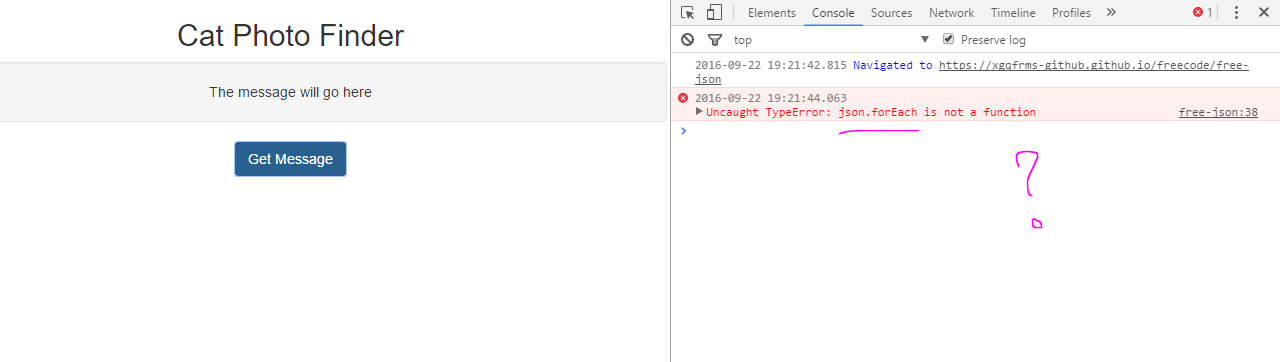 Cat Photo Finder
The message will go here
Get Message
Elements Console Sources Network Timeline Profiles » 1
top Preserve log
2016-09-22 19:21:42.815 Navigated to https://xgqfrms-github.github.io/freecode/free-
json
2016-09-22 19:21:44.063
Uncaught TypeError: json.forEach is not a function free-json:38
?